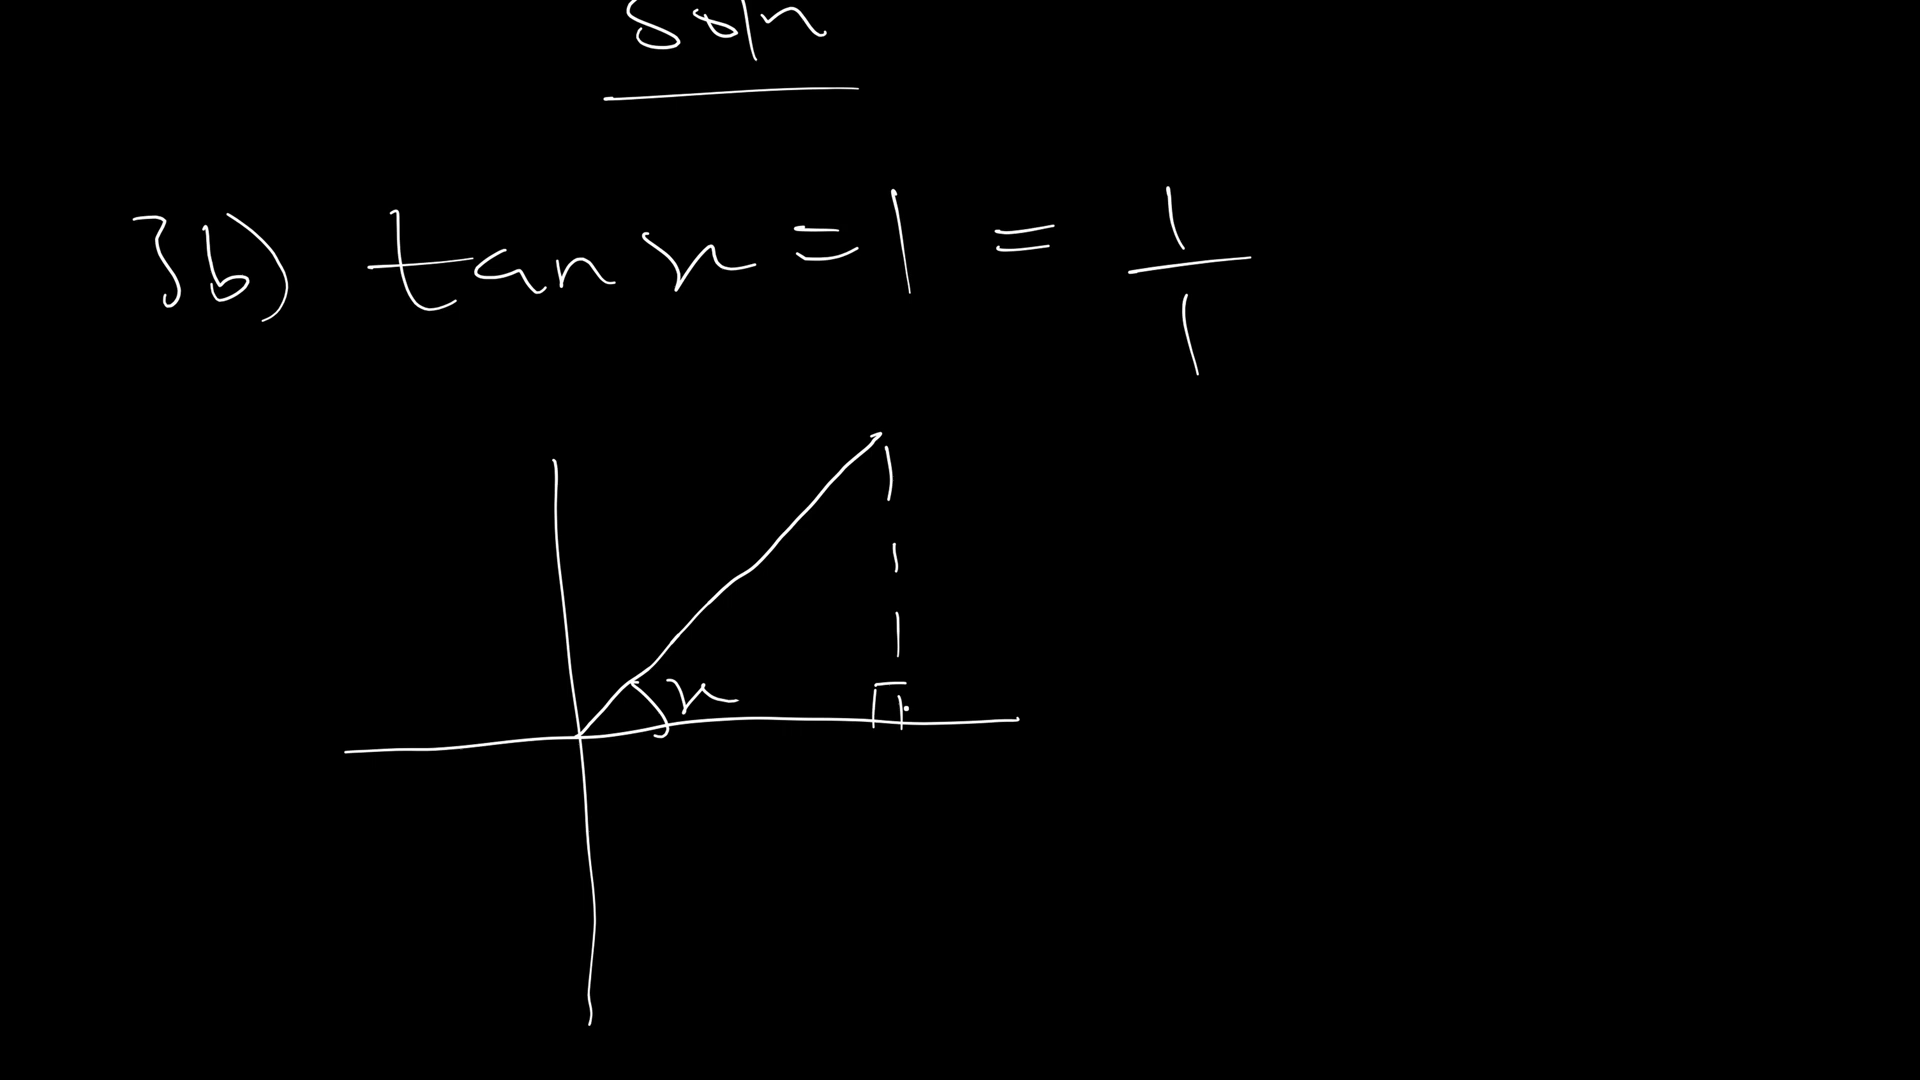 soln
3b) tan x = 1 = 1/1
x